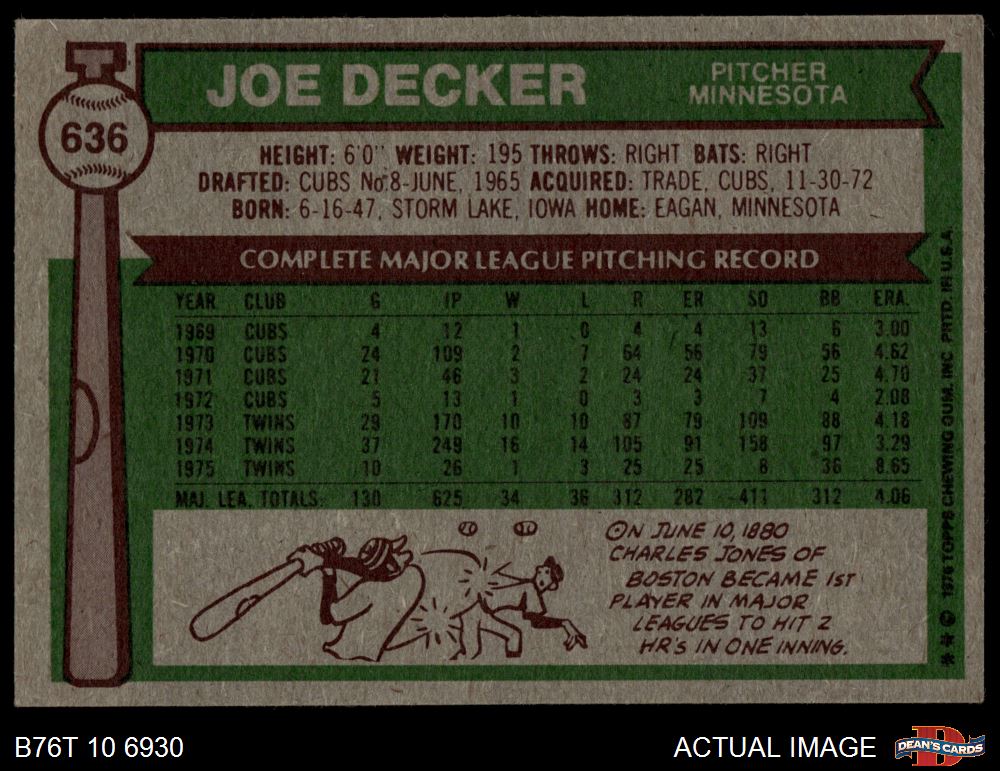 636
JOE DECKER
PITCHER
MINNESOTA
HEIGHT: 6'0" WEIGHT: 195 THROWS: RIGHT BATS: RIGHT
DRAFTED: CUBS No.8-JUNE, 1965 ACQUIRED: TRADE, CUBS, 11-30-72
BORN: 6-16-47, STORM LAKE, IOWA HOME: EAGAN, MINNESOTA
COMPLETE MAJOR LEAGUE PITCHING RECORD
YEAR CLUB G IP W L R ER SO BB ERA.
1969 CUBS 4 12 1 0 4 4 13 6 3.00
1970 CUBS 24 109 2 7 64 56 79 56 4.62
1971 CUBS 21 46 3 2 24 24 37 25 4.70
1972 CUBS 5 13 1 0 3 3 7 4 2.08
1973 TWINS 29 170 10 10 87 79 109 88 4.18
1974 TWINS 37 249 16 14 105 91 158 97 3.29
1975 TWINS 10 26 1 3 25 25 8 36 8.65
MAJ. LEA. TOTALS: 130 625 34 36 312 282 411 312 4.06
ON JUNE 10, 1880
CHARLES JONES OF
BOSTON BECAME 1ST
PLAYER IN MAJOR
LEAGUES TO HIT 2
HR'S IN ONE INNING.
** © 1976 TOPPS CHEWING GUM, INC. PRTD. IN U.S.A.
B76T 10 6930
ACTUAL IMAGE
DEAN'S CARDS